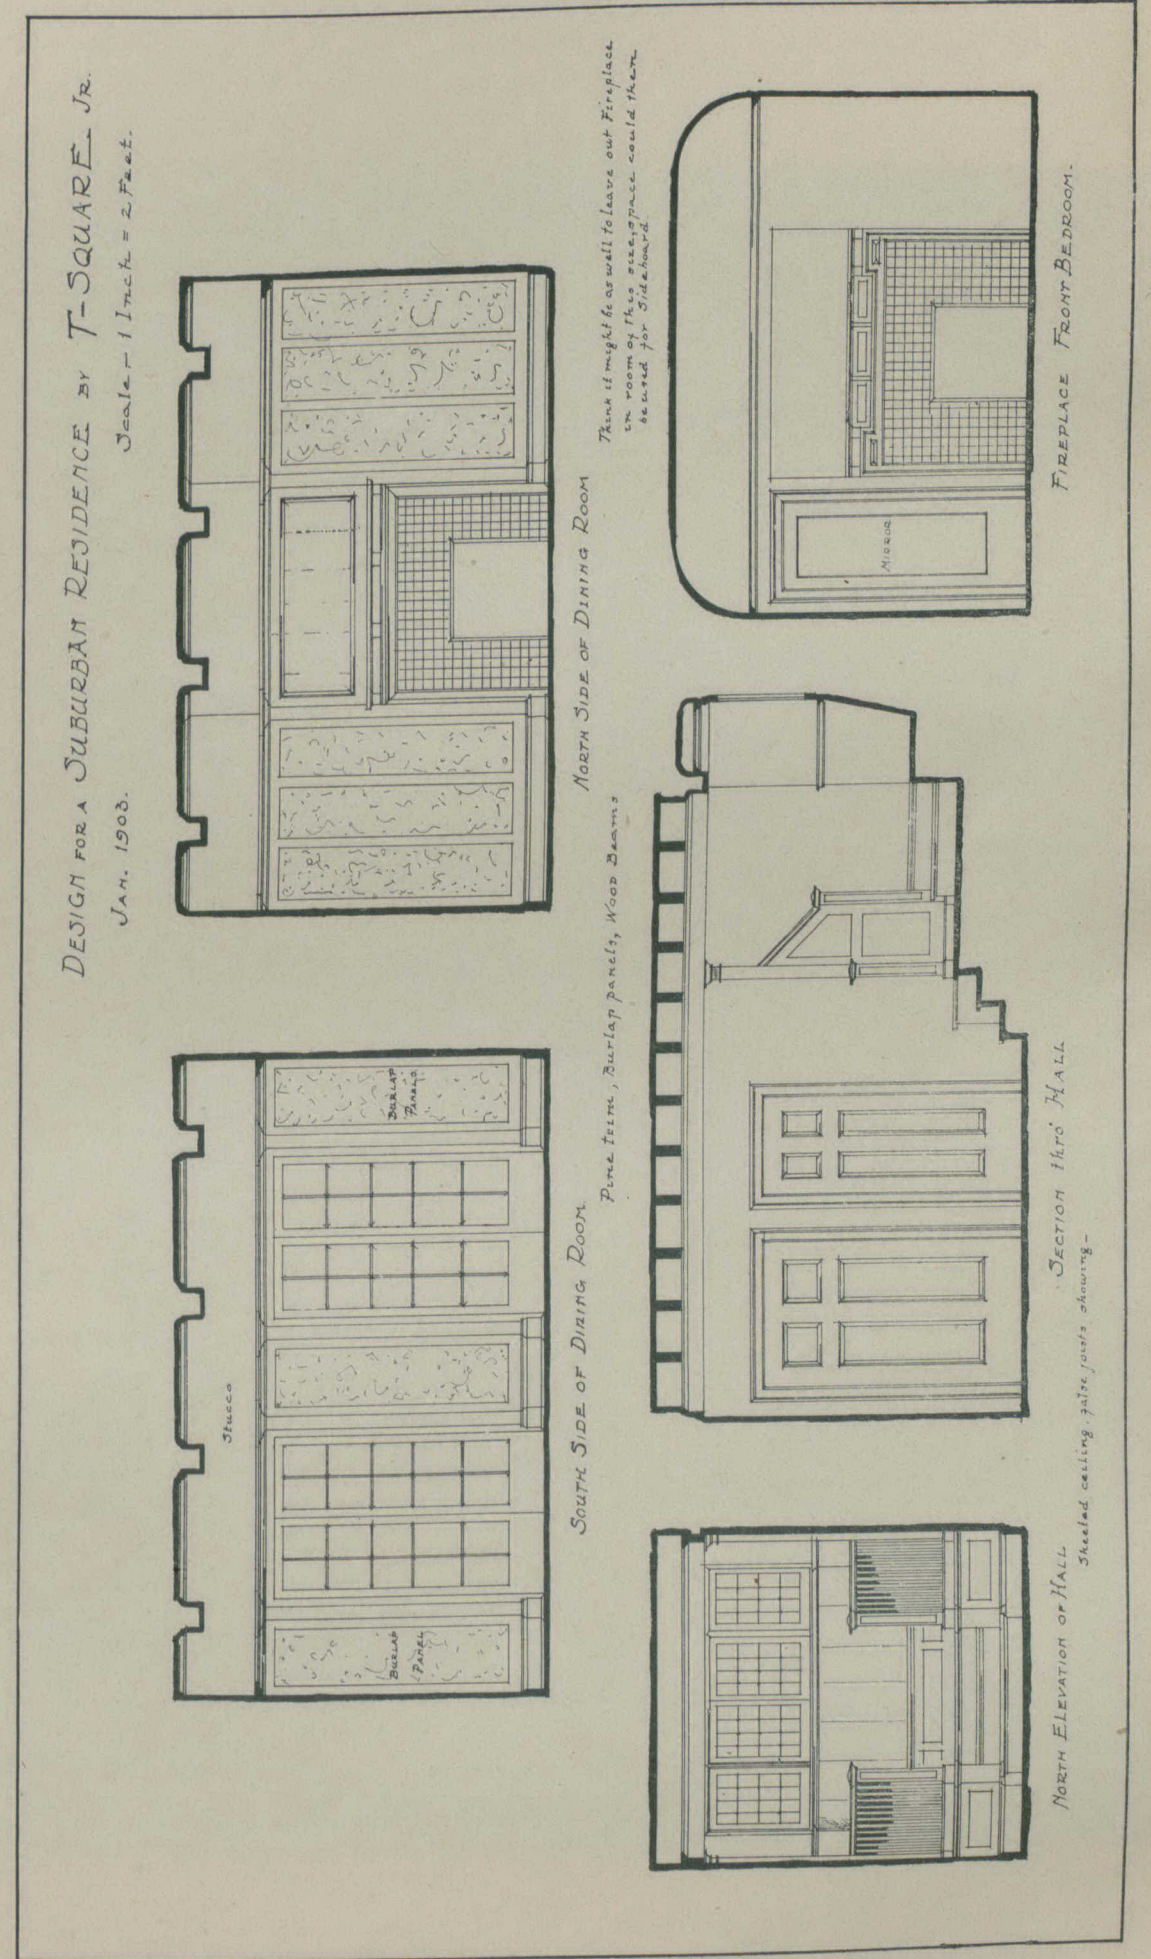 DESIGN FOR A SUBURBAN RESIDENCE BY T-SQUARE JR.
JAN. 1903.
Scale - 1 Inch = 2 Feet.
Stucco
BURLAP
PANEL
BURLAP
PANELS
SOUTH SIDE OF DINING ROOM
NORTH SIDE OF DINING ROOM
Pine trim, Burlap panels, Wood Beams
Think it might be as well to leave out Fireplace
in room of this size, space could then
be used for Sideboard
NORTH ELEVATION OF HALL
SECTION thro' HALL
Sheeted ceiling, false joists showing -
MIRROR
FIREPLACE FRONT BEDROOM -